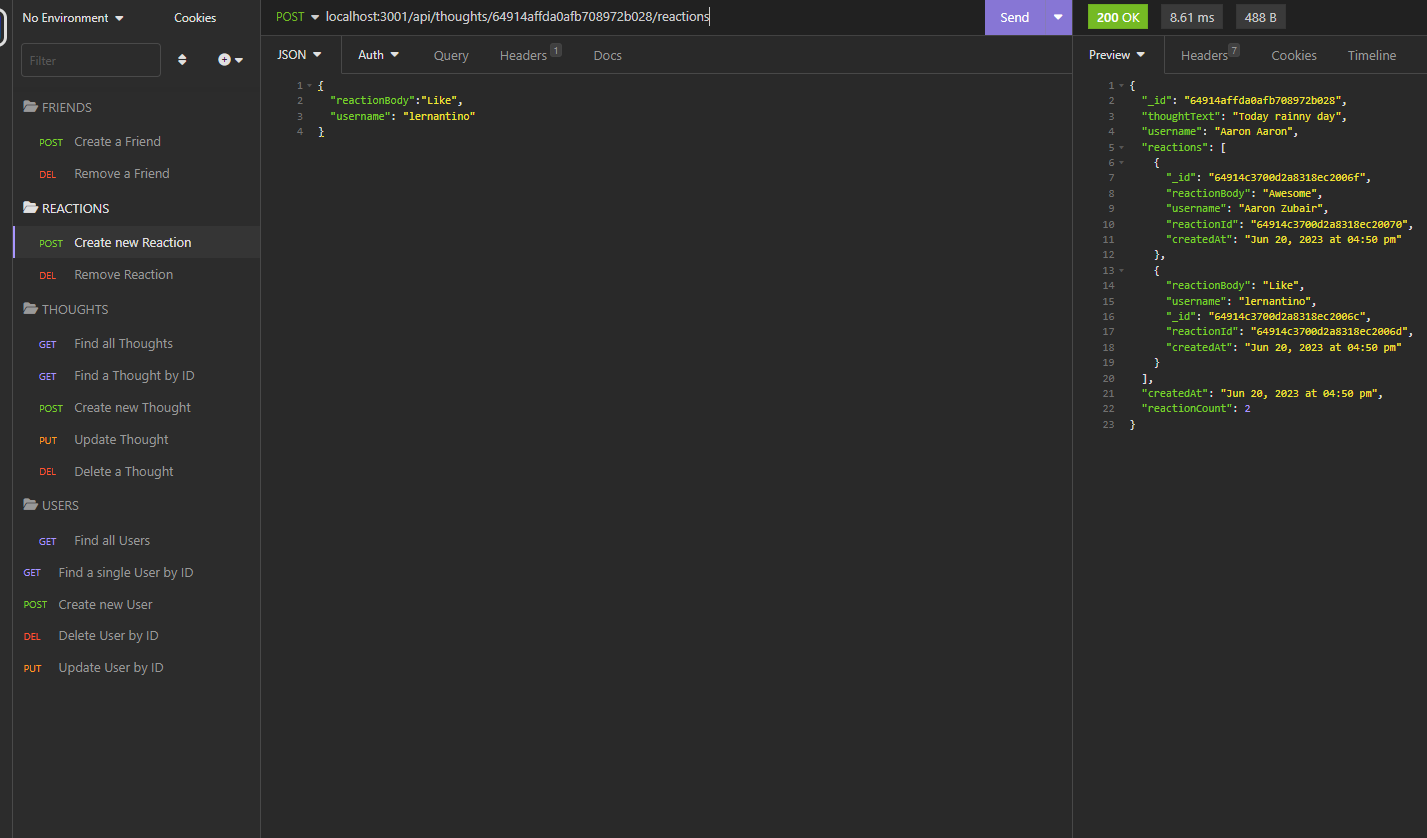 No Environment Cookies
Filter
FRIENDS
POST Create a Friend
DEL Remove a Friend
REACTIONS
POST Create new Reaction
DEL Remove Reaction
THOUGHTS
GET Find all Thoughts
GET Find a Thought by ID
POST Create new Thought
PUT Update Thought
DEL Delete a Thought
USERS
GET Find all Users
GET Find a single User by ID
POST Create new User
DEL Delete User by ID
PUT Update User by ID
POST localhost:3001/api/thoughts/64914affda0afb708972b028/reactions Send
JSON Auth Query Headers 1 Docs
1 {
2 "reactionBody":"Like",
3 "username": "lernantino"
4 }
200 OK 8.61 ms 488 B
Preview Headers 7 Cookies Timeline
1 {
2 "_id": "64914affda0afb708972b028",
3 "thoughtText": "Today rainny day",
4 "username": "Aaron Aaron",
5 "reactions": [
6 {
7 "_id": "64914c3700d2a8318ec2006f",
8 "reactionBody": "Awesome",
9 "username": "Aaron Zubair",
10 "reactionId": "64914c3700d2a8318ec20070",
11 "createdAt": "Jun 20, 2023 at 04:50 pm"
12 },
13 {
14 "reactionBody": "Like",
15 "username": "lernantino",
16 "_id": "64914c3700d2a8318ec2006c",
17 "reactionId": "64914c3700d2a8318ec2006d",
18 "createdAt": "Jun 20, 2023 at 04:50 pm"
19 }
20 ],
21 "createdAt": "Jun 20, 2023 at 04:50 pm",
22 "reactionCount": 2
23 }